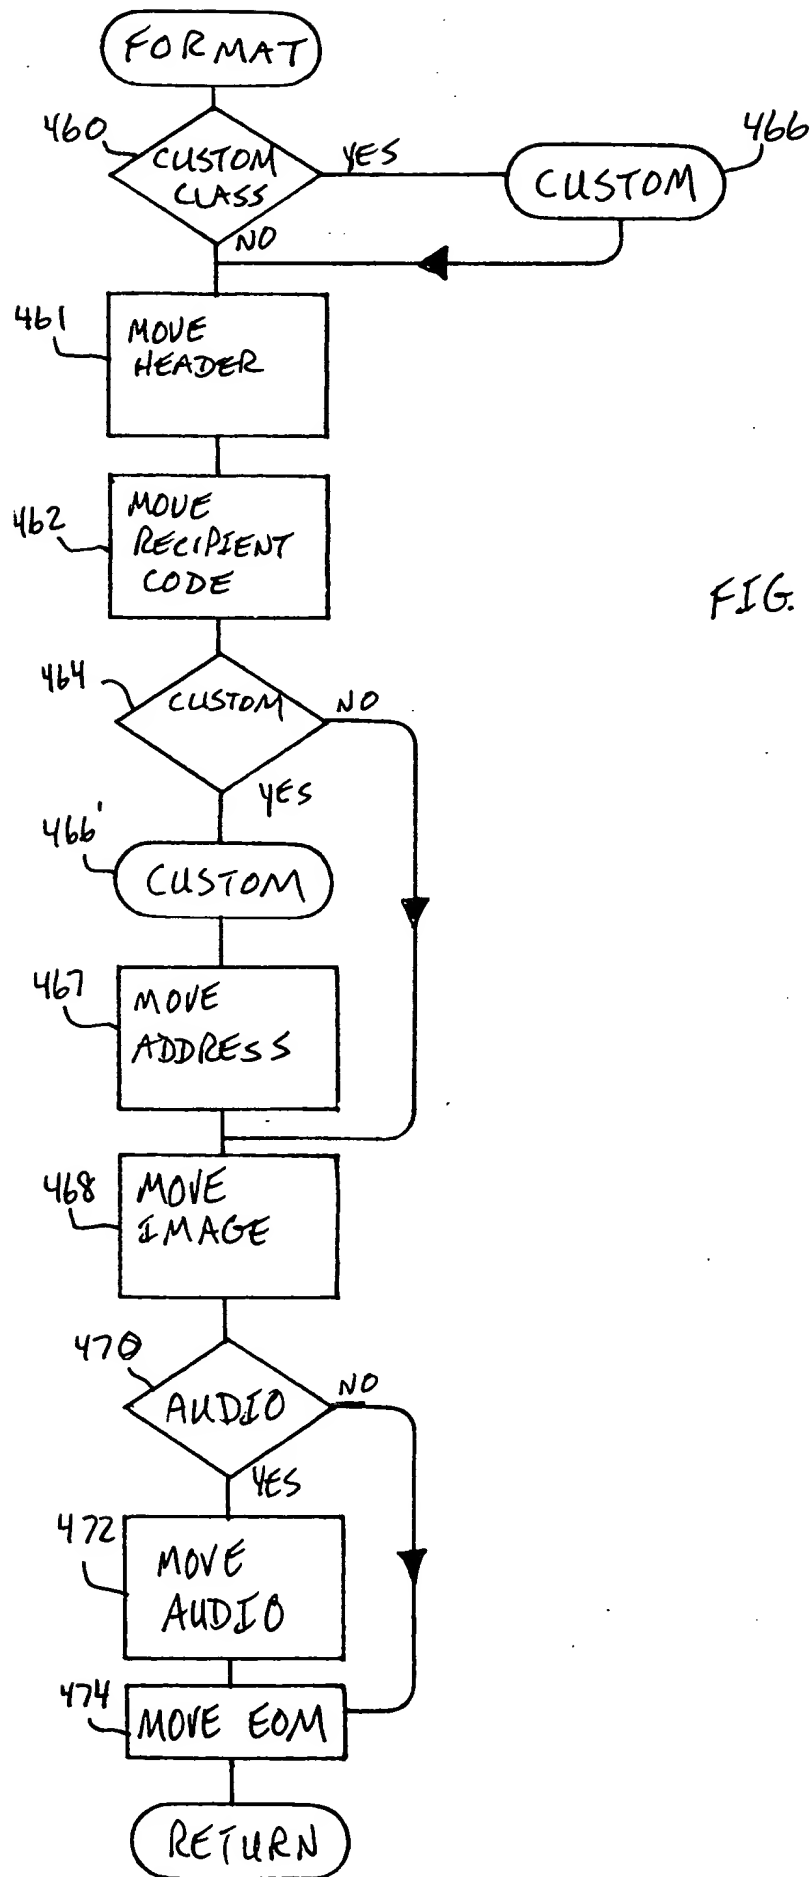 FORMAT
460
CUSTOM
CLASS
YES
CUSTOM
466
NO
461
MOVE
HEADER
462
MOVE
RECIPIENT
CODE
FIG.
464
CUSTOM
NO
YES
466'
CUSTOM
467
MOVE
ADDRESS
468
MOVE
IMAGE
470
AUDIO
NO
YES
472
MOVE
AUDIO
474
MOVE EOM
RETURN